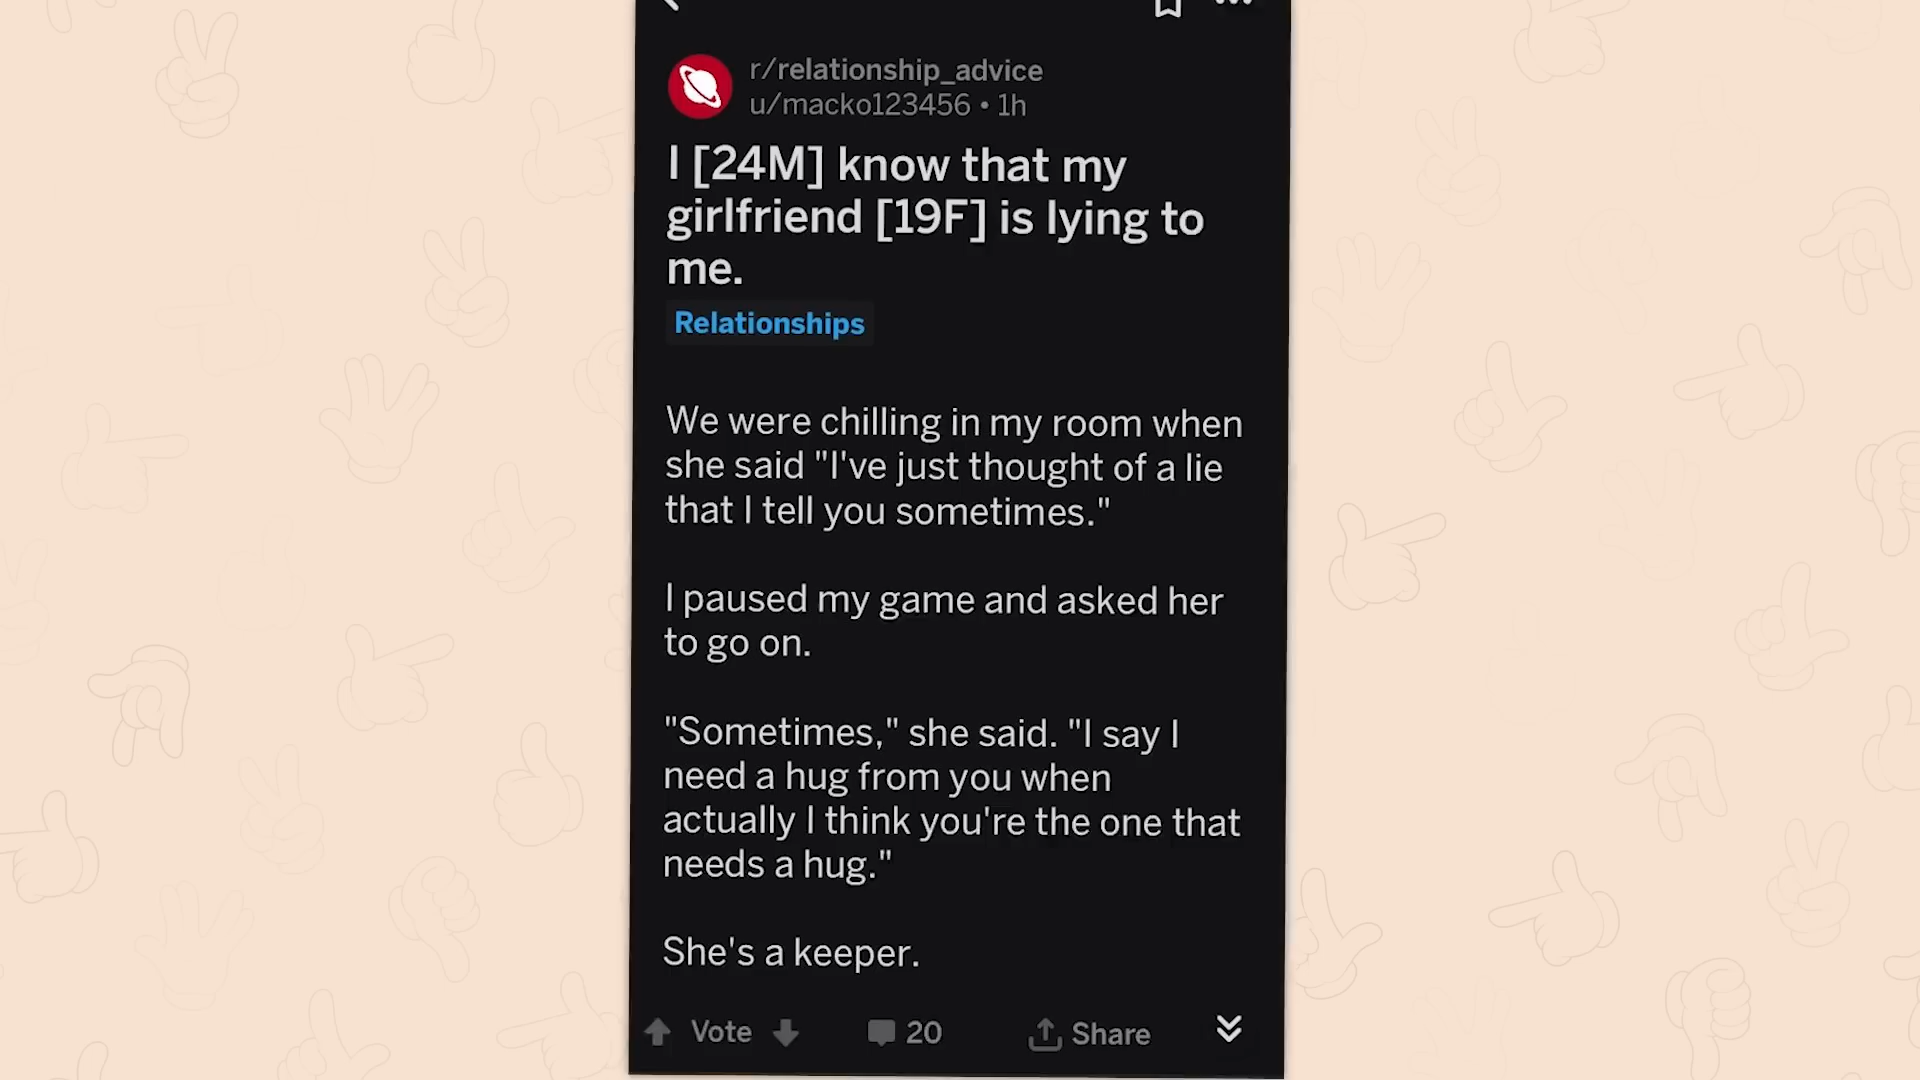 r/relationship_advice
u/macko123456 • 1h
I [24M] know that my
girlfriend [19F] is lying to
me.
Relationships
We were chilling in my room when
she said "I've just thought of a lie
that I tell you sometimes."
I paused my game and asked her
to go on.
"Sometimes," she said. "I say I
need a hug from you when
actually I think you're the one that
needs a hug."
She's a keeper.
Vote 20 Share